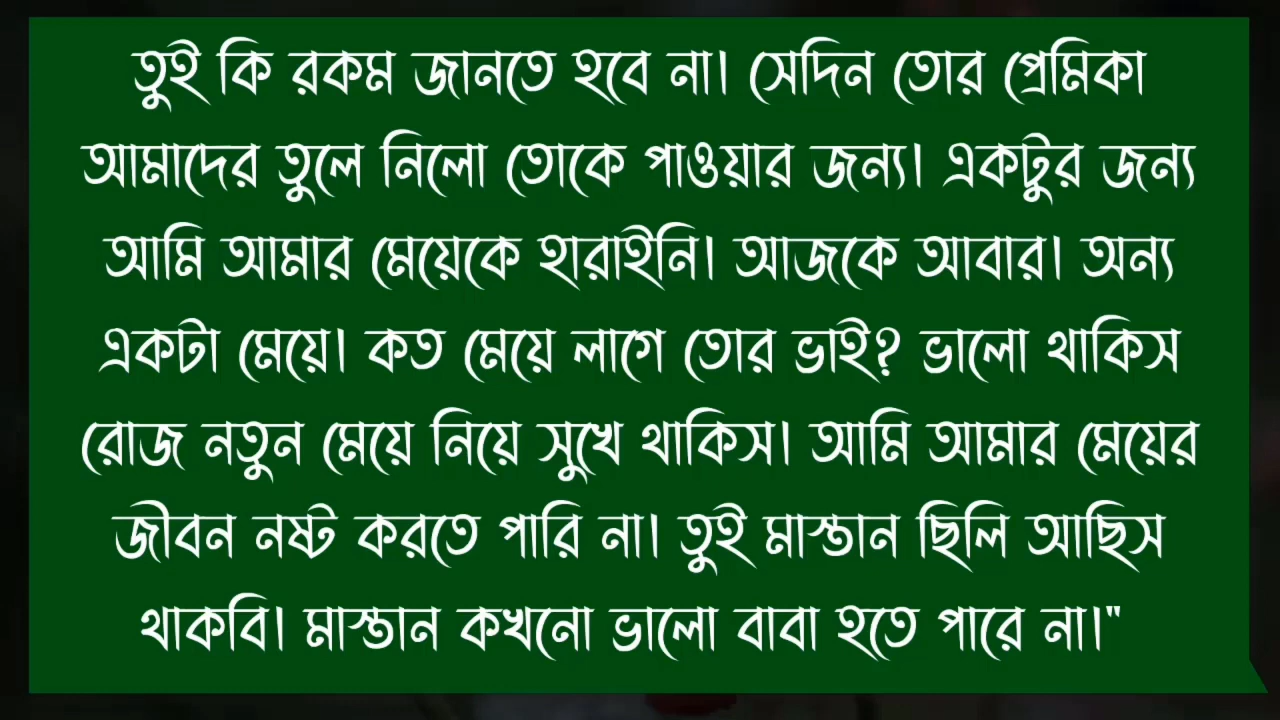 তুই কি রকম জানতে হবে না। সেদিন তোর প্রেমিকা
আমাদের তুলে নিলো তোকে পাওয়ার জন্য। একটুর জন্য
আমি আমার মেয়েকে হারাইনি। আজকে আবার। অন্য
একটা মেয়ে। কত মেয়ে লাগে তোর ভাই? ভালো থাকিস
রোজ নতুন মেয়ে নিয়ে সুখে থাকিস। আমি আমার মেয়ের
জীবন নষ্ট করতে পারি না। তুই মাস্তান ছিলি আছিস
থাকবি। মাস্তান কখনো ভালো বাবা হতে পারে না।"